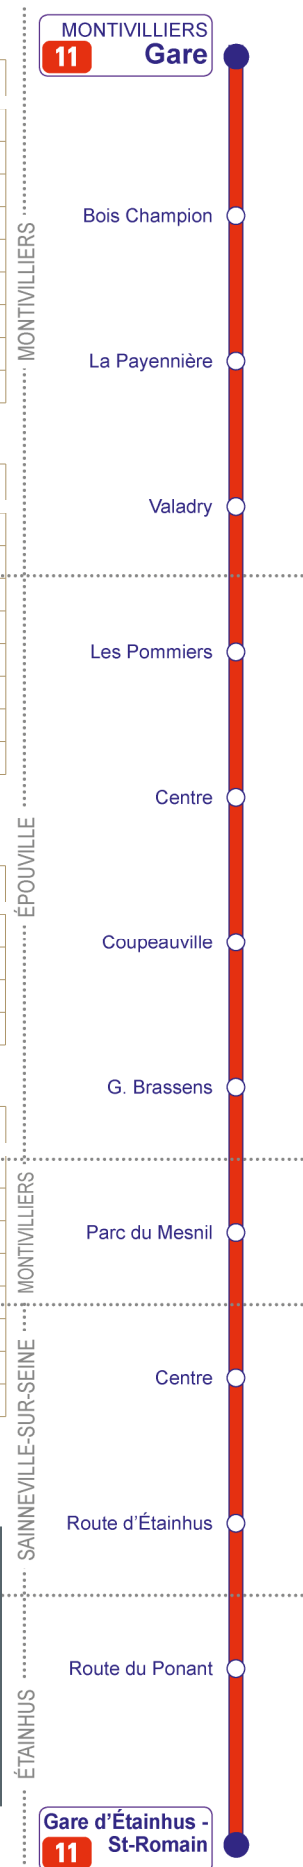 MONTIVILLIERS
11 Gare
Bois Champion
MONTIVILLIERS
La Payennière
Valadry
Les Pommiers
Centre
ÉPOUVILLE
Coupeauville
G. Brassens
MONTIVILLIERS
Parc du Mesnil
Centre
SAINNEVILLE-SUR-SEINE
Route d'Étainhus
Route du Ponant
ÉTAINHUS
Gare d'Étainhus -
11 St-Romain